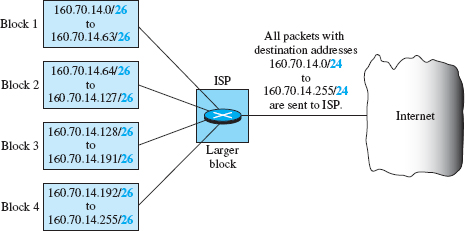 Block 1
160.70.14.0/26
to
160.70.14.63/26
Block 2
160.70.14.64/26
to
160.70.14.127/26
Block 3
160.70.14.128/26
to
160.70.14.191/26
Block 4
160.70.14.192/26
to
160.70.14.255/26
ISP
Larger
block
All packets with
destination addresses
160.70.14.0/24
to
160.70.14.255/24
are sent to ISP.
Internet